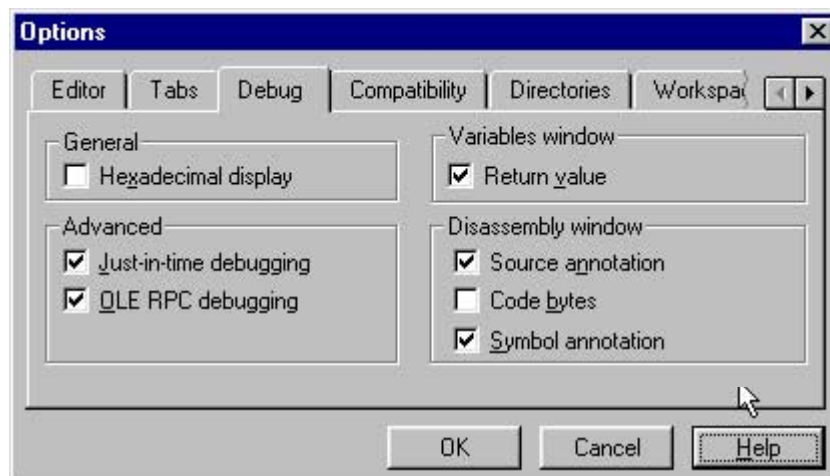 Options
Editor
Tabs
Debug
Compatibility
Directories
Workspa
General
Hexadecimal display
Variables window
Return value
Advanced
Just-in-time debugging
OLE RPC debugging
Disassembly window
Source annotation
Code bytes
Symbol annotation
OK
Cancel
Help